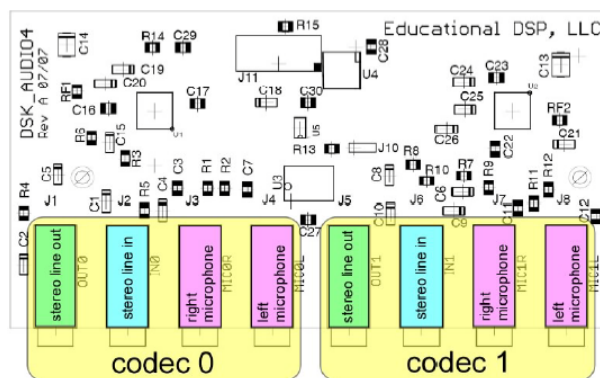 DSK_AUDIO4
Rev A 07/07
Educational DSP, LLC
R15
C14
R14
C29
C28
C13
J11
U4
C19
C20
RF1
C16
C17
C18
C30
C24
C23
C25
RF2
U1
U2
U5
R6
C15
R3
R13
J10
C26
C22
C21
R8
R10
R7
C5
C3
R1
R2
C7
U3
C8
C6
R9
R12
R11
R4
J1
C1
J2
R5
C4
J3
J4
J5
J6
J7
J8
C2
C27
C10
C9
C11
C12
stereo line out
OUT0
stereo line in
IN0
right
microphone
MIC0R
left
microphone
MIC0L
stereo line out
OUT1
stereo line in
IN1
right
microphone
MIC1R
left
microphone
MIC1L
codec 0
codec 1